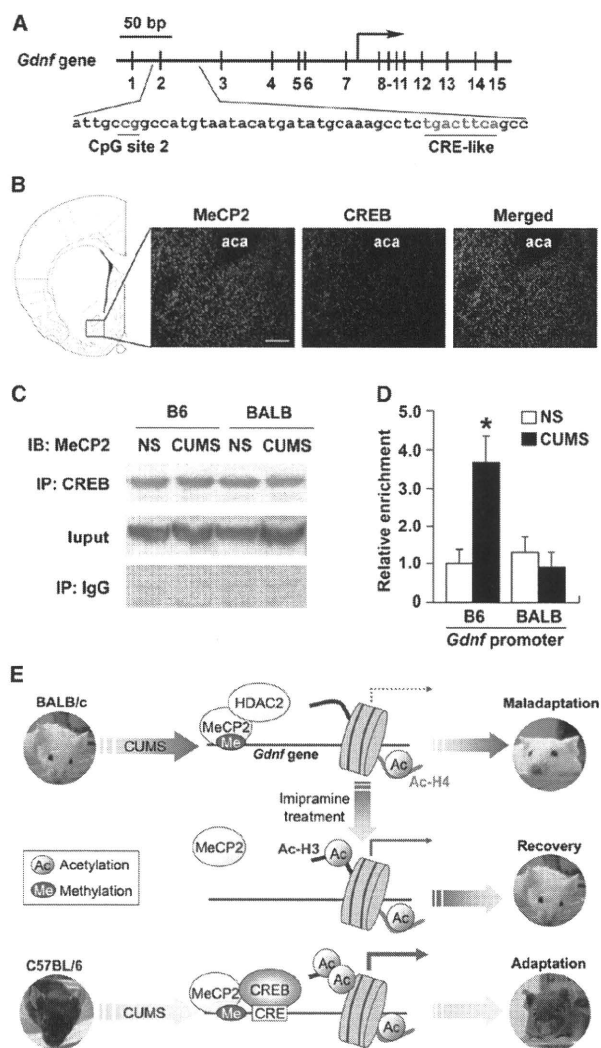 A
50 bp
Gdnf gene
1 2 3 4 5 6 7 8-11 12 13 14 15
attgccggccatgtaatacatgatatgcaaagcctctgacttcagcc
CpG site 2 CRE-like
B
MeCP2 CREB Merged
aca aca aca
C
B6 BALB
IB: MeCP2 NS CUMS NS CUMS
IP: CREB
Iuput
IP: IgG
D
5.0
4.0
3.0
2.0
1.0
0
Relative enrichment
*
NS
CUMS
B6 BALB
Gdnf promoter
E
BALB/c
CUMS
HDAC2
MeCP2
Me
Gdnf gene
Ac
Ac-H4
Maladaptation
Imipramine
treatment
MeCP2
Ac-H3
Ac
Ac
Recovery
Ac Acetylation
Me Methylation
C57BL/6
CUMS
MeCP2
CREB
Me
CRE
Ac
Ac
Ac
Ac
Adaptation